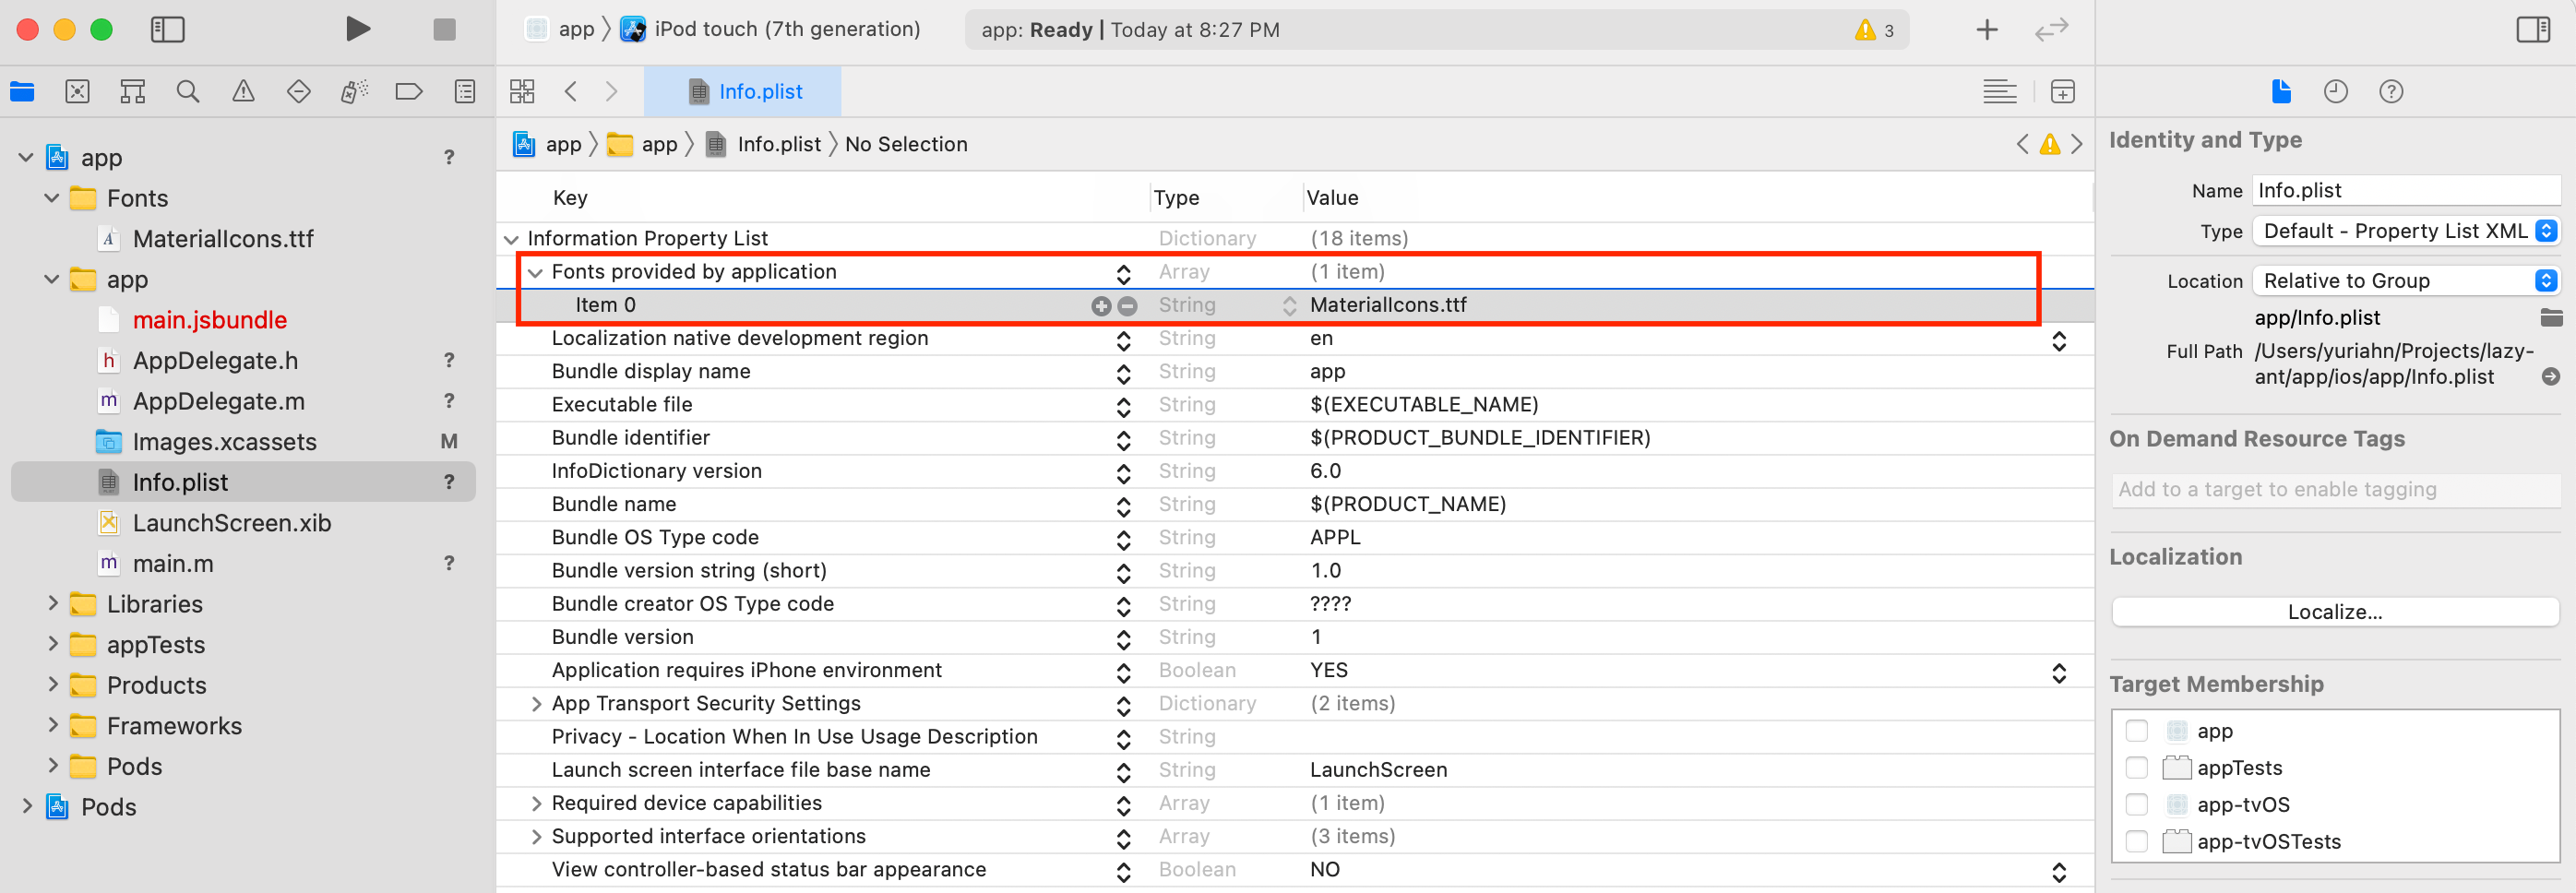 app › iPod touch (7th generation)
app: Ready | Today at 8:27 PM
3
Info.plist
app › app › Info.plist › No Selection
app ?
Fonts
MaterialIcons.ttf
app
main.jsbundle
AppDelegate.h ?
AppDelegate.m ?
Images.xcassets M
Info.plist ?
LaunchScreen.xib
main.m ?
Libraries
appTests
Products
Frameworks
Pods
Pods
Key Type Value
Information Property List Dictionary (18 items)
Fonts provided by application Array (1 item)
Item 0 String MaterialIcons.ttf
Localization native development region String en
Bundle display name String app
Executable file String $(EXECUTABLE_NAME)
Bundle identifier String $(PRODUCT_BUNDLE_IDENTIFIER)
InfoDictionary version String 6.0
Bundle name String $(PRODUCT_NAME)
Bundle OS Type code String APPL
Bundle version string (short) String 1.0
Bundle creator OS Type code String ????
Bundle version String 1
Application requires iPhone environment Boolean YES
App Transport Security Settings Dictionary (2 items)
Privacy - Location When In Use Usage Description String
Launch screen interface file base name String LaunchScreen
Required device capabilities Array (1 item)
Supported interface orientations Array (3 items)
View controller-based status bar appearance Boolean NO
Identity and Type
Name Info.plist
Type Default - Property List XML
Location Relative to Group
app/Info.plist
Full Path /Users/yuriahn/Projects/lazy-
ant/app/ios/app/Info.plist
On Demand Resource Tags
Add to a target to enable tagging
Localization
Localize...
Target Membership
app
appTests
app-tvOS
app-tvOSTests